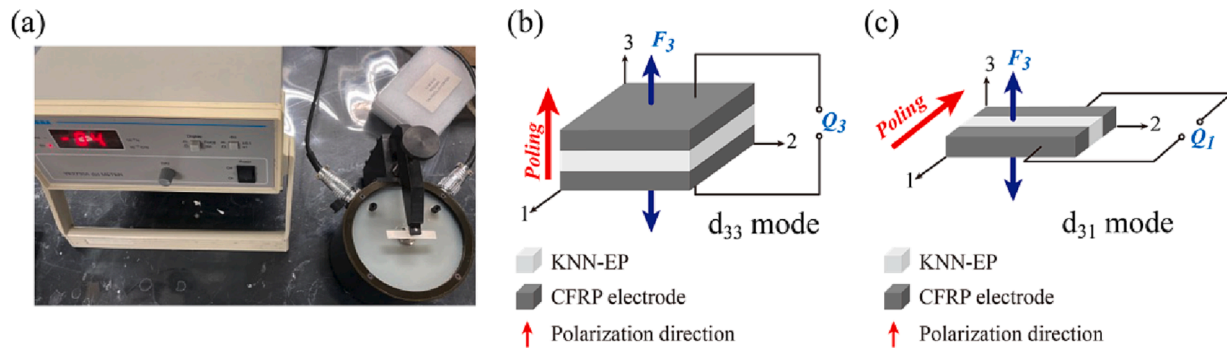 (a)
(b)
3
F3
Poling
Q3
2
1
d33 mode
KNN-EP
CFRP electrode
Polarization direction
(c)
3
F3
Poling
2
Q1
1
d31 mode
KNN-EP
CFRP electrode
Polarization direction